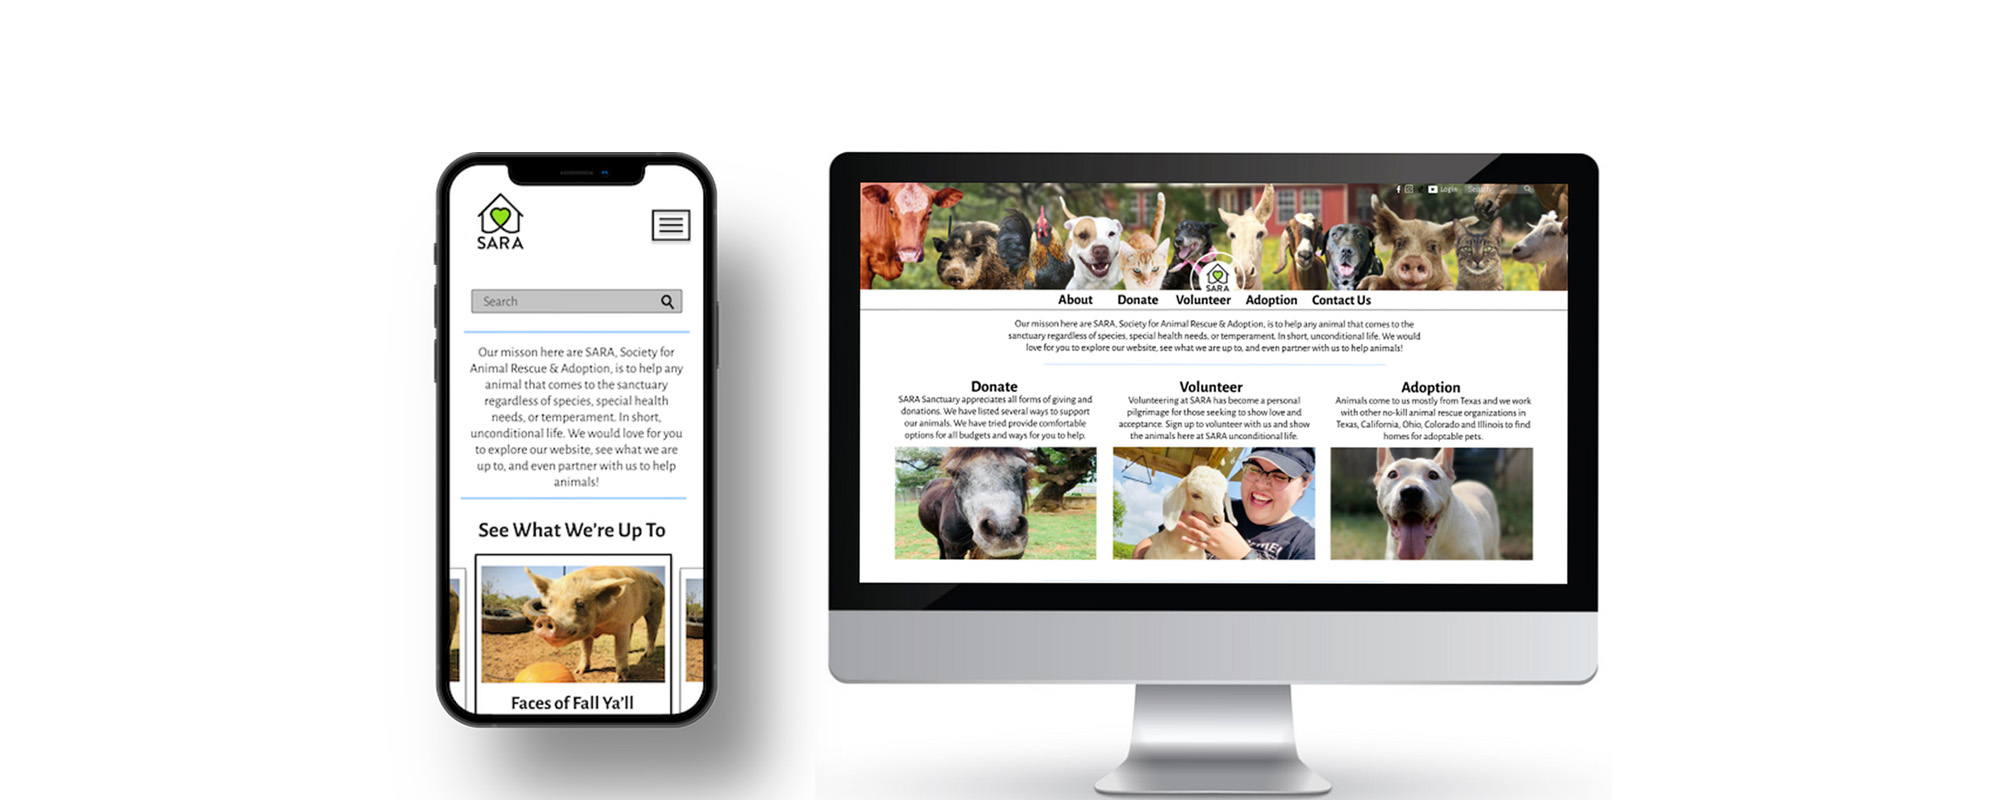 SARA
Search
Our misson here are SARA, Society for
Animal Rescue & Adoption, is to help any
animal that comes to the sanctuary
regardless of species, special health
needs, or temperament. In short,
unconditional life. We would love for you
to explore our website, see what we are
up to, and even partner with us to help
animals!
See What We're Up To
Faces of Fall Ya'll
Login
Search
SARA
About Donate Volunteer Adoption Contact Us
Our misson here are SARA, Society for Animal Rescue & Adoption, is to help any animal that comes to the
sanctuary regardless of species, special health needs, or temperament. In short, unconditional life. We would
love for you to explore our website, see what we are up to, and even partner with us to help animals!
Donate
SARA Sanctuary appreciates all forms of giving and
donations. We have listed several ways to support
our animals. We have tried provide comfortable
options for all budgets and ways for you to help.
Volunteer
Volunteering at SARA has become a personal
pilgrimage for those seeking to show love and
acceptance. Sign up to volunteer with us and show
the animals here at SARA unconditional life.
Adoption
Animals come to us mostly from Texas and we work
with other no-kill animal rescue organizations in
Texas, California, Ohio, Colorado and Illinois to find
homes for adoptable pets.